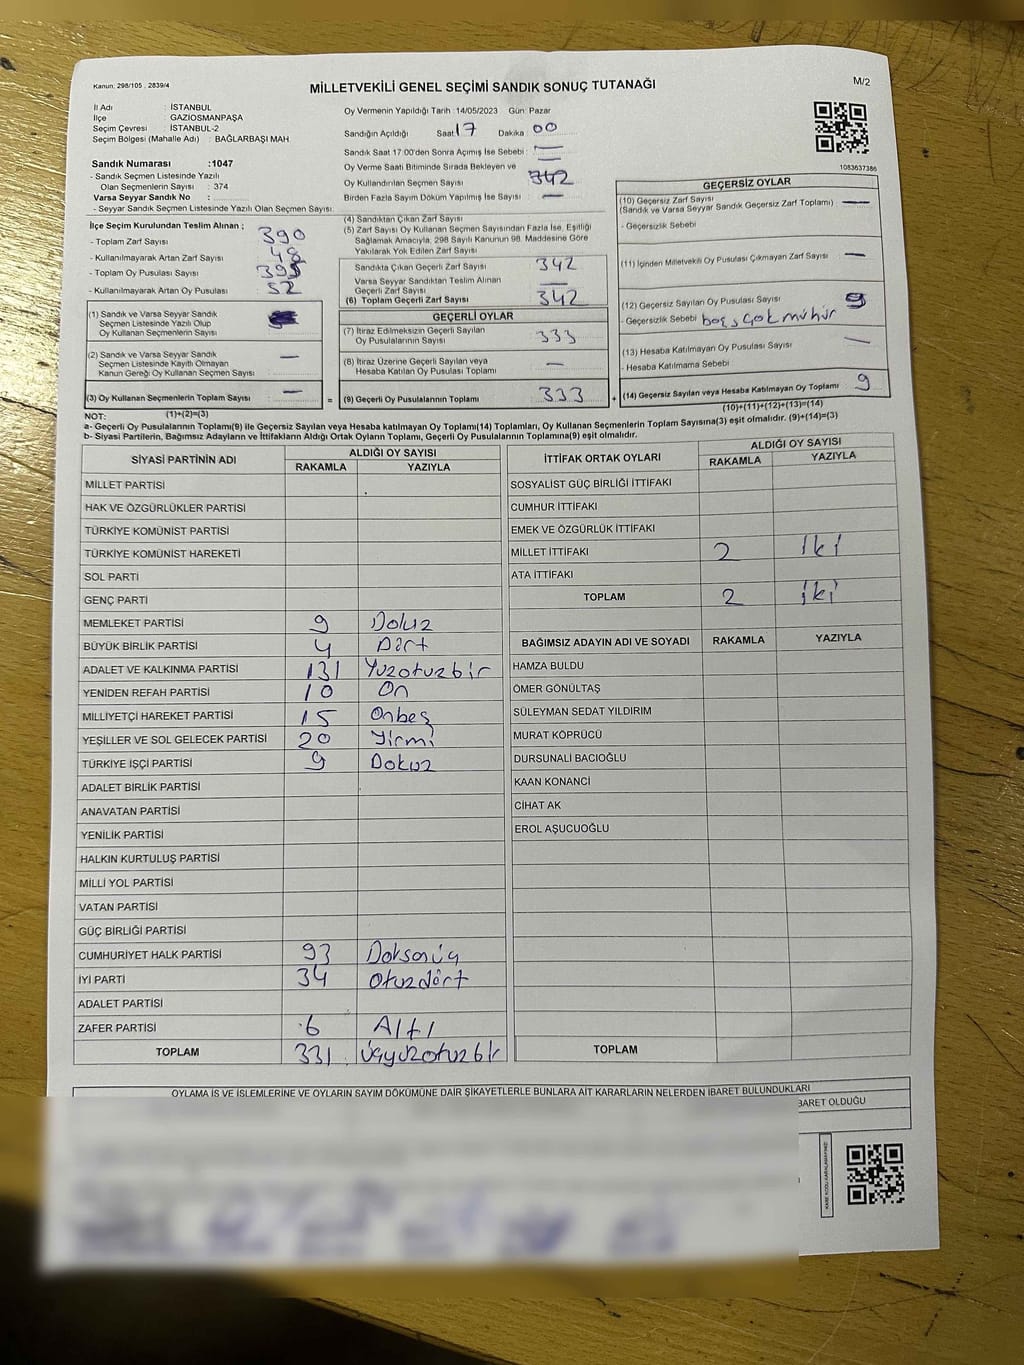 Kanun: 298/105 . 2839/4
MİLLETVEKİLİ GENEL SEÇİMİ SANDIK SONUÇ TUTANAĞI
M/2
İl Adı : İSTANBUL
İlçe : GAZİOSMANPAŞA
Seçim Çevresi : İSTANBUL-2
Seçim Bölgesi (Mahalle Adı) : BAĞLARBAŞI MAH
Sandık Numarası :1047
- Sandık Seçmen Listesinde Yazılı
Olan Seçmenlerin Sayısı : 374
Varsa Seyyar Sandık No :
- Seyyar Sandık Seçmen Listesinde Yazılı Olan Seçmen Sayısı:
Oy Vermenin Yapıldığı Tarih :14/05/2023 Gün: Pazar
Sandığın Açıldığı Saat: 17 Dakika : 00
Sandık Saat 17:00'den Sonra Açımış İse Sebebi : —
Oy Verme Saati Bitiminde Sırada Bekleyen ve
Oy Kullandırılan Seçmen Sayısı 342
Birden Fazla Sayım Döküm Yapılmış İse Sayısı : —
1083637386
İlçe Seçim Kurulundan Teslim Alınan ;
- Toplam Zarf Sayısı 390
- Kullanılmayarak Artan Zarf Sayısı 48
- Toplam Oy Pusulası Sayısı 395
- Kullanılmayarak Artan Oy Pusulası 52
(1) Sandık ve Varsa Seyyar Sandık
Seçmen Listesinde Yazılı Olup
Oy Kullanan Seçmenlerin Sayısı
(2) Sandık ve Varsa Seyyar Sandık
Seçmen Listesinde Kayıtlı Olmayan
Kanun Gereği Oy Kullanan Seçmen Sayısı —
(3) Oy Kullanan Seçmenlerin Toplam Sayısı —
(1)+(2)=(3)
(4) Sandıktan Çıkan Zarf Sayısı
(5) Zarf Sayısı Oy Kullanan Seçmen Sayısından Fazla İse, Eşitliği
Sağlamak Amacıyla; 298 Sayılı Kanunun 98. Maddesine Göre
Yakılarak Yok Edilen Zarf Sayısı
Sandıkta Çıkan Geçerli Zarf Sayısı 342
Varsa Seyyar Sandıktan Teslim Alınan
Geçerli Zarf Sayısı —
(6) Toplam Geçerli Zarf Sayısı 342
GEÇERLİ OYLAR
(7) İtiraz Edilmeksizin Geçerli Sayılan
Oy Pusulalarının Sayısı 333
(8) İtiraz Üzerine Geçerli Sayılan veya
Hesaba Katılan Oy Pusulası Toplamı —
= (9) Geçerli Oy Pusulalarının Toplamı 333 +
GEÇERSİZ OYLAR
(10) Geçersiz Zarf Sayısı
(Sandık ve Varsa Seyyar Sandık Geçersiz Zarf Toplamı) —
- Geçersizlik Sebebi
(11) İçinden Milletvekili Oy Pusulası Çıkmayan Zarf Sayısı —
(12) Geçersiz Sayılan Oy Pusulası Sayısı 9
- Geçersizlik Sebebi boş, çok mühür
(13) Hesaba Katılmayan Oy Pusulası Sayısı —
- Hesaba Katılmama Sebebi
(14) Geçersiz Sayılan veya Hesaba Katılmayan Oy Toplamı 9
(10)+(11)+(12)+(13)=(14)
NOT:
a- Geçerli Oy Pusulalarının Toplamı(9) ile Geçersiz Sayılan veya Hesaba katılmayan Oy Toplamı(14) Toplamları, Oy Kullanan Seçmenlerin Toplam Sayısına(3) eşit olmalıdır. (9)+(14)=(3)
b- Siyasi Partilerin, Bağımsız Adayların ve İttifakların Aldığı Ortak Oyların Toplamı, Geçerli Oy Pusulalarının Toplamına(9) eşit olmalıdır.
SİYASİ PARTİNİN ADI ALDIĞI OY SAYISI
RAKAMLA YAZIYLA
MİLLET PARTİSİ
HAK VE ÖZGÜRLÜKLER PARTİSİ
TÜRKİYE KOMÜNİST PARTİSİ
TÜRKİYE KOMÜNİST HAREKETİ
SOL PARTİ
GENÇ PARTİ
MEMLEKET PARTİSİ 9 Dokuz
BÜYÜK BİRLİK PARTİSİ 4 Dört
ADALET VE KALKINMA PARTİSİ 131 Yuzotuzbir
YENİDEN REFAH PARTİSİ 10 On
MİLLİYETÇİ HAREKET PARTİSİ 15 Onbeş
YEŞİLLER VE SOL GELECEK PARTİSİ 20 Yirmi
TÜRKİYE İŞÇİ PARTİSİ 9 Dokuz
ADALET BİRLİK PARTİSİ
ANAVATAN PARTİSİ
YENİLİK PARTİSİ
HALKIN KURTULUŞ PARTİSİ
MİLLİ YOL PARTİSİ
VATAN PARTİSİ
GÜÇ BİRLİĞİ PARTİSİ
CUMHURİYET HALK PARTİSİ 93 Doksanüç
İYİ PARTİ 34 Otuzdört
ADALET PARTİSİ
ZAFER PARTİSİ 6 Altı
TOPLAM 331 üçyüzotuzbir
İTTİFAK ORTAK OYLARI ALDIĞI OY SAYISI
RAKAMLA YAZIYLA
SOSYALİST GÜÇ BİRLİĞİ İTTİFAKI
CUMHUR İTTİFAKI
EMEK VE ÖZGÜRLÜK İTTİFAKI
MİLLET İTTİFAKI 2 iki
ATA İTTİFAKI
TOPLAM 2 iki
BAĞIMSIZ ADAYIN ADI VE SOYADI RAKAMLA YAZIYLA
HAMZA BULDU
ÖMER GÖNÜLTAŞ
SÜLEYMAN SEDAT YILDIRIM
MURAT KÖPRÜCÜ
DURSUNALİ BACIOĞLU
KAAN KONANCİ
CİHAT AK
EROL AŞUCUOĞLU
TOPLAM
OYLAMA İŞ VE İŞLEMLERİNE VE OYLARIN SAYIM DÖKÜMÜNE DAİR ŞİKAYETLERLE BUNLARA AİT KARARLARIN NELERDEN İBARET BULUNDUKLARI
BARET OLDUĞU